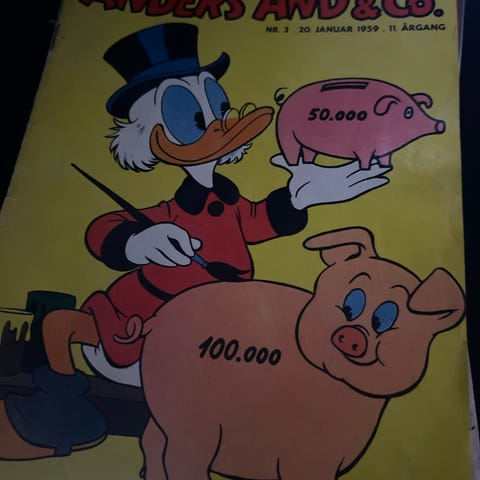 ANDERS AND & Co.
NR. 3 . 20. JANUAR 1959 . 11. ÅRGANG
50.000
100.000